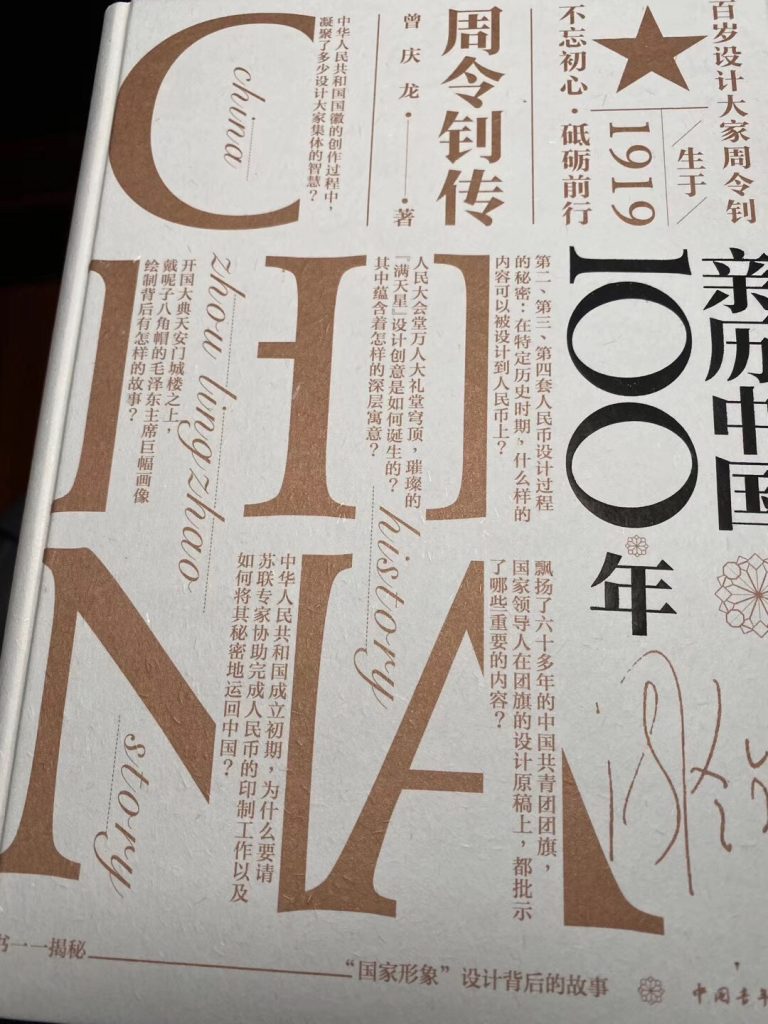 百岁设计大家周令钊
生于
1919
不忘初心·砥砺前行
亲历中国
100年
周令钊传
曾庆龙·著
CHINA
china
zhou lingzhao
history
story
中华人民共和国国徽的创作过程中，
凝聚了多少设计大家集体的智慧？
第二、第三、第四套人民币设计过程
的秘密：在特定历史时期，什么样的
内容可以被设计到人民币上？
人民大会堂万人大礼堂穹顶，璀璨的
『满天星』设计创意是如何诞生的？
其中蕴含着怎样的深层寓意？
开国大典天安门城楼之上，
戴呢子八角帽的毛泽东主席巨幅画像
绘制背后有怎样的故事？
飘扬了六十多年的中国共青团团旗，
国家领导人在团旗的设计原稿上，都批示
了哪些重要的内容？
中华人民共和国成立初期，为什么要请
苏联专家协助完成人民币的印制工作以及
如何将其秘密地运回中国？
书一一揭秘
“国家形象”设计背后的故事
中国青年